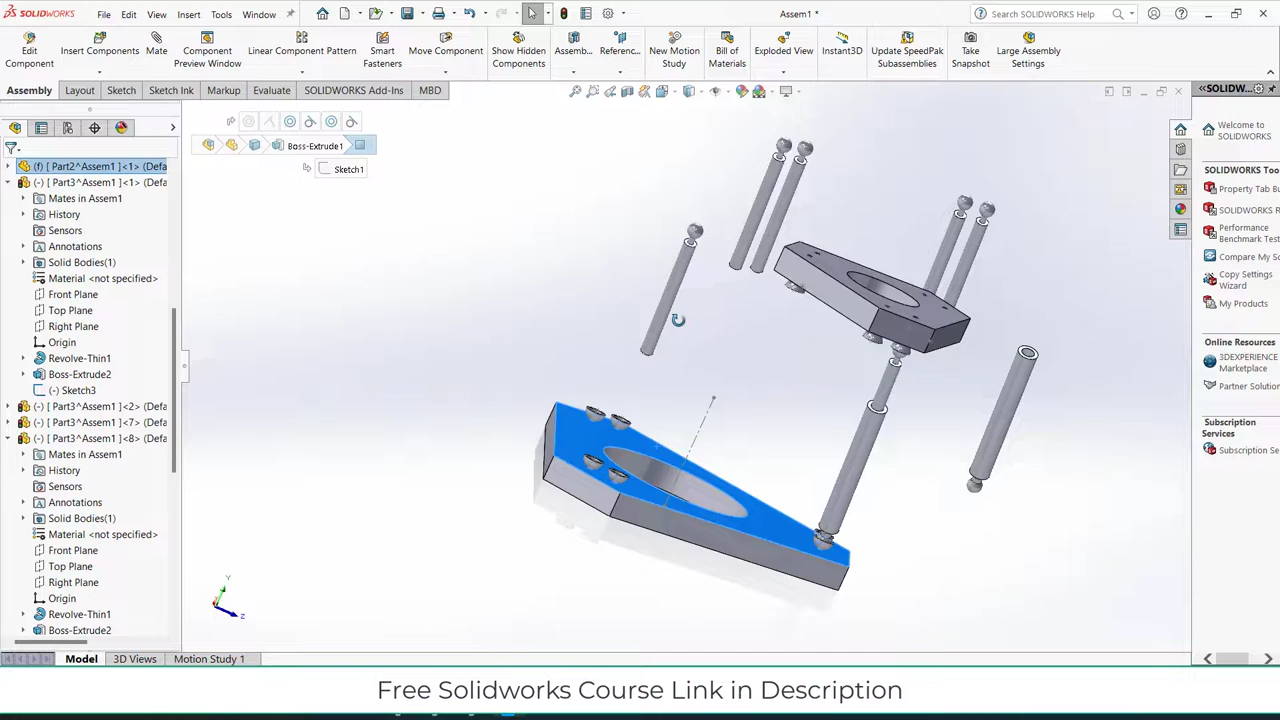 SOLIDWORKS
File
Edit
View
Insert
Tools
Window
Assem1 *
Search SOLIDWORKS Help
Edit Component
Insert Components
Mate
Component Preview Window
Linear Component Pattern
Smart Fasteners
Move Component
Show Hidden Components
Assemb...
Referenc...
New Motion Study
Bill of Materials
Exploded View
Instant3D
Update SpeedPak Subassemblies
Take Snapshot
Large Assembly Settings
Assembly
Layout
Sketch
Sketch Ink
Markup
Evaluate
SOLIDWORKS Add-Ins
MBD
SOLIDW...
Boss-Extrude1
Sketch1
(f) [ Part2^Assem1 ]<1> (Defa
(-) [ Part3^Assem1 ]<1> (Defa
Mates in Assem1
History
Sensors
Annotations
Solid Bodies(1)
Material <not specified>
Front Plane
Top Plane
Right Plane
Origin
Revolve-Thin1
Boss-Extrude2
(-) Sketch3
(-) [ Part3^Assem1 ]<2> (Defa
(-) [ Part3^Assem1 ]<7> (Defa
(-) [ Part3^Assem1 ]<8> (Defa
Mates in Assem1
History
Sensors
Annotations
Solid Bodies(1)
Material <not specified>
Front Plane
Top Plane
Right Plane
Origin
Revolve-Thin1
Boss-Extrude2
Y
Z
Welcome to
SOLIDWORKS
SOLIDWORKS Too
Property Tab Bu
SOLIDWORKS R
Performance
Benchmark Test
Compare My Sc
Copy Settings
Wizard
My Products
Online Resources
3DEXPERIENCE
Marketplace
Partner Solution
Subscription
Services
Subscription Se
Model
3D Views
Motion Study 1
Free Solidworks Course Link in Description